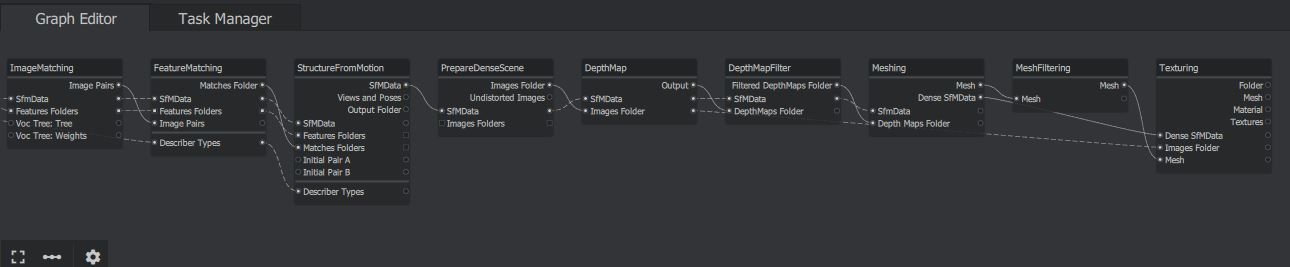 Graph Editor
Task Manager
ImageMatching
Image Pairs
SfmData
Features Folders
Voc Tree: Tree
Voc Tree: Weights
FeatureMatching
Matches Folder
SfMData
Features Folders
Image Pairs
Describer Types
StructureFromMotion
SfMData
Views and Poses
Output Folder
SfMData
Features Folders
Matches Folders
Initial Pair A
Initial Pair B
Describer Types
PrepareDenseScene
Images Folder
Undistorted Images
SfMData
Images Folders
DepthMap
Output
SfMData
Images Folder
DepthMapFilter
Filtered DepthMaps Folder
SfMData
DepthMaps Folder
Meshing
Mesh
Dense SfMData
SfmData
Depth Maps Folder
MeshFiltering
Mesh
Mesh
Texturing
Folder
Mesh
Material
Textures
Dense SfMData
Images Folder
Mesh